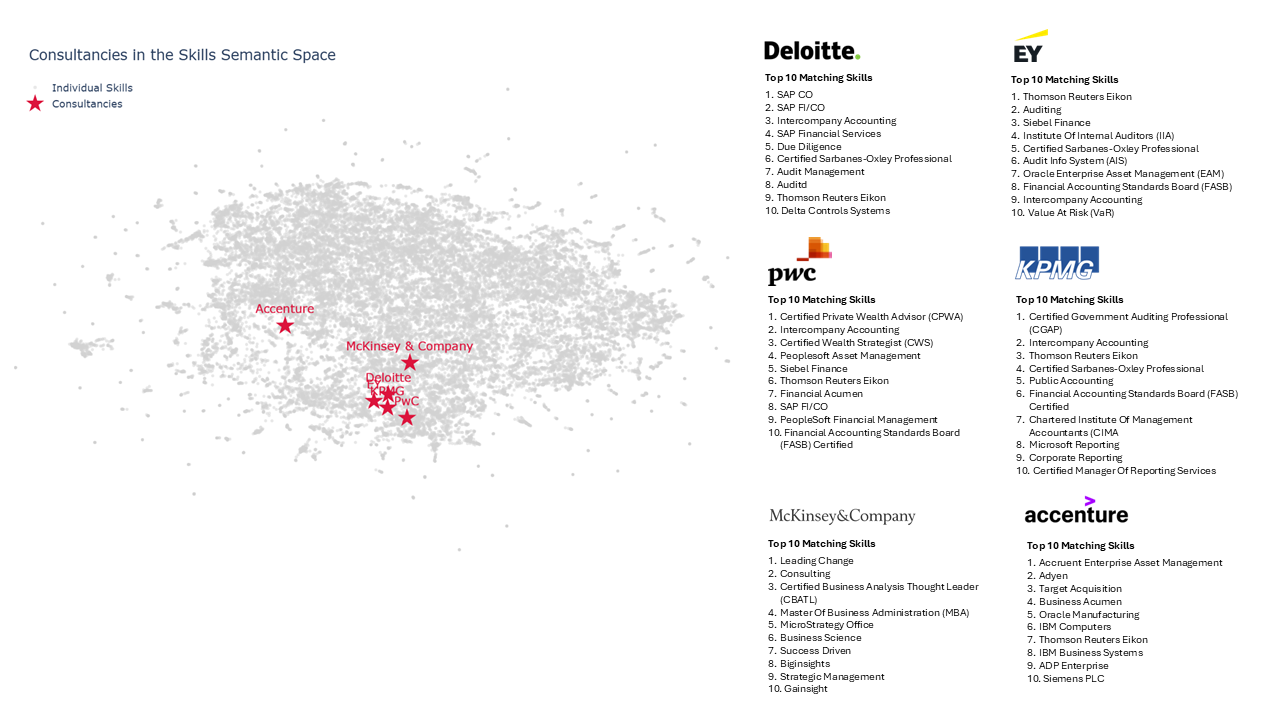 Consultancies in the Skills Semantic Space
Individual Skills
Consultancies
Accenture
McKinsey & Company
Deloitte
EY
KPMG
PwC
Deloitte.
Top 10 Matching Skills
1. SAP CO
2. SAP FI/CO
3. Intercompany Accounting
4. SAP Financial Services
5. Due Diligence
6. Certified Sarbanes-Oxley Professional
7. Audit Management
8. Auditd
9. Thomson Reuters Eikon
10. Delta Controls Systems
EY
Top 10 Matching Skills
1. Thomson Reuters Eikon
2. Auditing
3. Siebel Finance
4. Institute Of Internal Auditors (IIA)
5. Certified Sarbanes-Oxley Professional
6. Audit Info System (AIS)
7. Oracle Enterprise Asset Management (EAM)
8. Financial Accounting Standards Board (FASB)
9. Intercompany Accounting
10. Value At Risk (VaR)
pwc
Top 10 Matching Skills
1. Certified Private Wealth Advisor (CPWA)
2. Intercompany Accounting
3. Certified Wealth Strategist (CWS)
4. Peoplesoft Asset Management
5. Siebel Finance
6. Thomson Reuters Eikon
7. Financial Acumen
8. SAP FI/CO
9. PeopleSoft Financial Management
10. Financial Accounting Standards Board
(FASB) Certified
KPMG
Top 10 Matching Skills
1. Certified Government Auditing Professional
(CGAP)
2. Intercompany Accounting
3. Thomson Reuters Eikon
4. Certified Sarbanes-Oxley Professional
5. Public Accounting
6. Financial Accounting Standards Board (FASB)
Certified
7. Chartered Institute Of Management
Accountants (CIMA
8. Microsoft Reporting
9. Corporate Reporting
10. Certified Manager Of Reporting Services
McKinsey&Company
Top 10 Matching Skills
1. Leading Change
2. Consulting
3. Certified Business Analysis Thought Leader
(CBATL)
4. Master Of Business Administration (MBA)
5. MicroStrategy Office
6. Business Science
7. Success Driven
8. Biginsights
9. Strategic Management
10. Gainsight
accenture
Top 10 Matching Skills
1. Accruent Enterprise Asset Management
2. Adyen
3. Target Acquisition
4. Business Acumen
5. Oracle Manufacturing
6. IBM Computers
7. Thomson Reuters Eikon
8. IBM Business Systems
9. ADP Enterprise
10. Siemens PLC